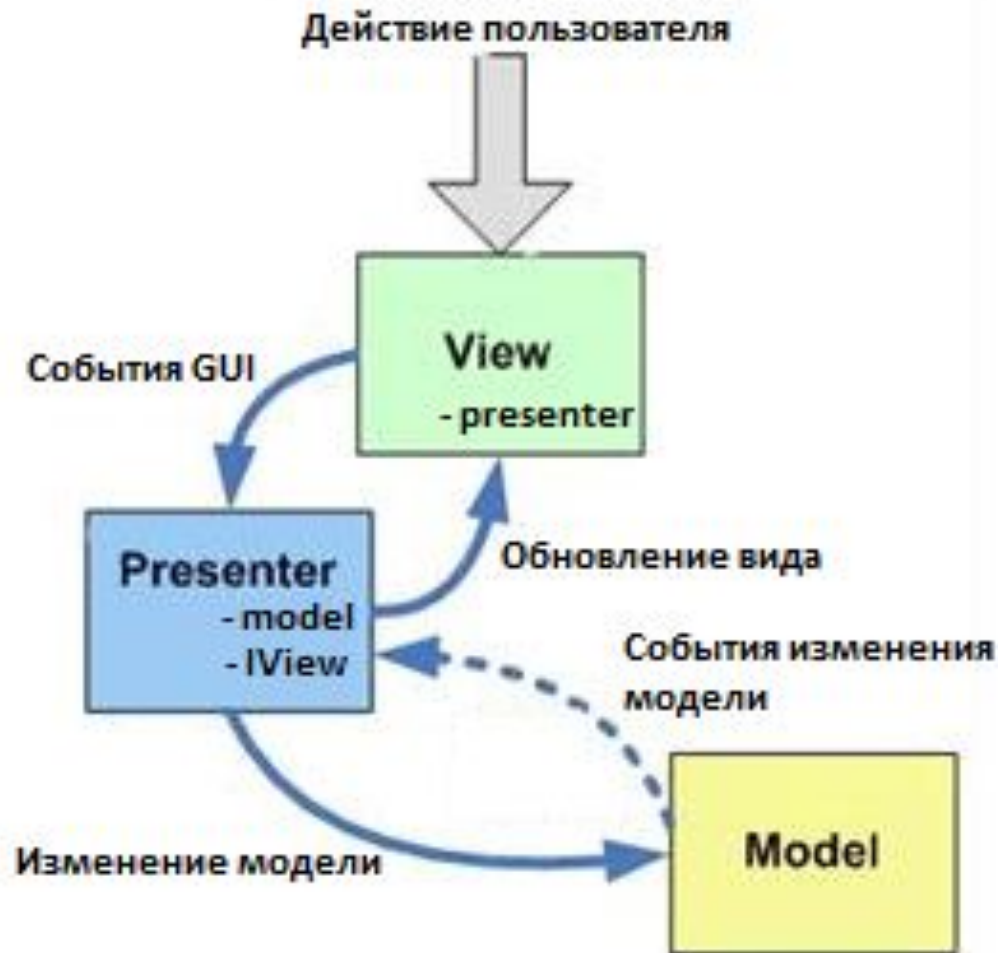 Действие пользователя
View
- presenter
События GUI
Presenter
- model
- IView
Обновление вида
События изменения
модели
Изменение модели
Model